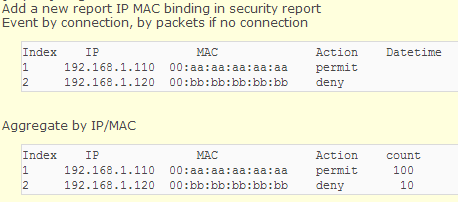 Add a new report IP MAC binding in security report
Event by connection, by packets if no connection
Index IP MAC Action Datetime
1 192.168.1.110 00:aa:aa:aa:aa:aa permit
2 192.168.1.120 00:bb:bb:bb:bb:bb deny
Aggregate by IP/MAC
Index IP MAC Action count
1 192.168.1.110 00:aa:aa:aa:aa:aa permit 100
2 192.168.1.120 00:bb:bb:bb:bb:bb deny 10